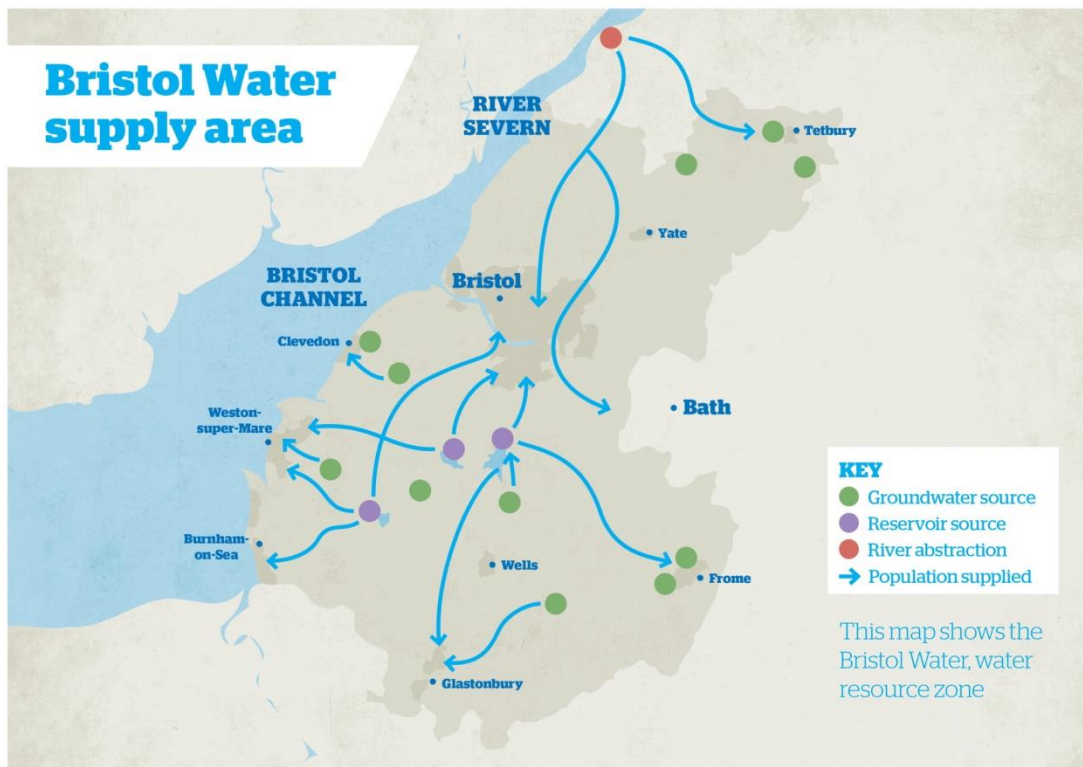 Bristol Water
supply area
RIVER
SEVERN
Tetbury
Yate
BRISTOL
CHANNEL
Bristol
Clevedon
Weston-
super-Mare
Bath
Burnham-
on-Sea
Wells
Frome
Glastonbury
KEY
Groundwater source
Reservoir source
River abstraction
Population supplied
This map shows the
Bristol Water, water
resource zone